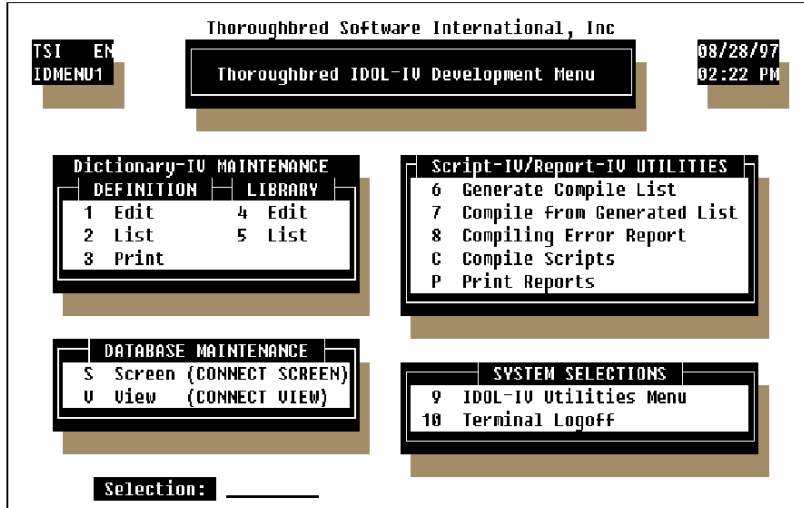 Thoroughbred Software International, Inc
TSI EN
IDMENU1
Thoroughbred IDOL-IV Development Menu
08/28/97
02:22 PM
Dictionary-IV MAINTENANCE
DEFINITION LIBRARY
1 Edit 4 Edit
2 List 5 List
3 Print
Script-IV/Report-IV UTILITIES
6 Generate Compile List
7 Compile from Generated List
8 Compiling Error Report
C Compile Scripts
P Print Reports
DATABASE MAINTENANCE
S Screen (CONNECT SCREEN)
V View (CONNECT VIEW)
SYSTEM SELECTIONS
9 IDOL-IV Utilities Menu
10 Terminal Logoff
Selection: